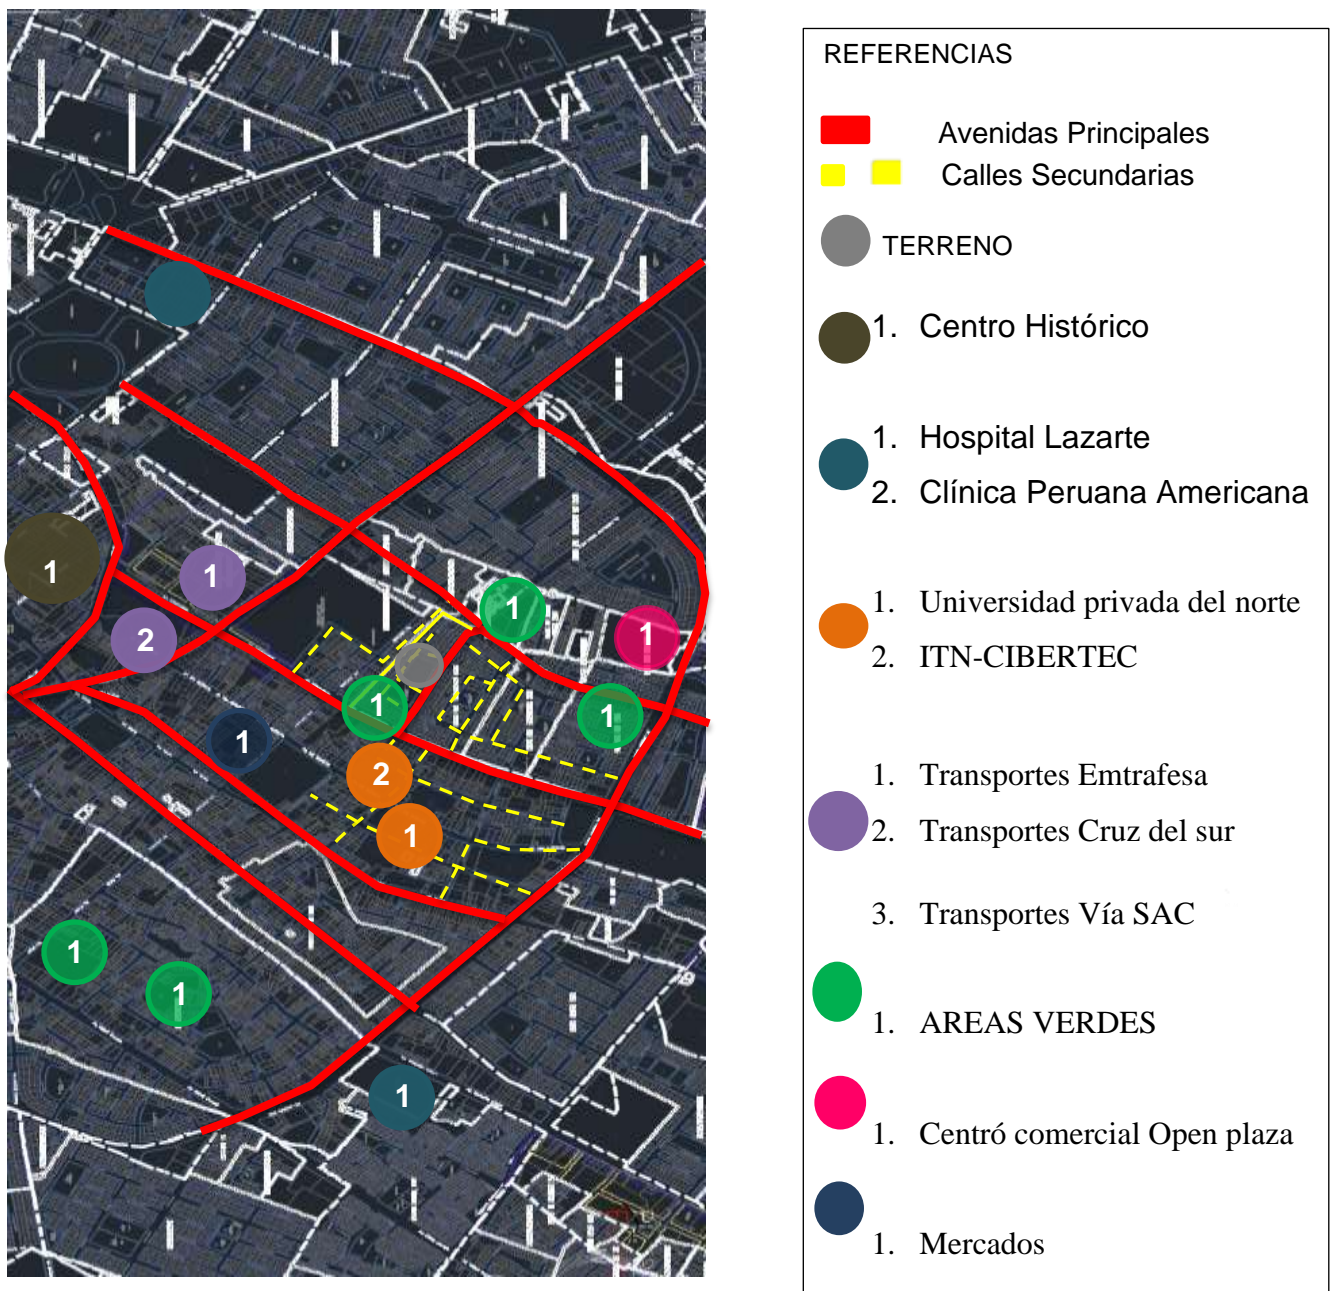 REFERENCIAS
Avenidas Principales
Calles Secundarias
TERRENO
1. Centro Histórico
1. Hospital Lazarte
2. Clínica Peruana Americana
1. Universidad privada del norte
2. ITN-CIBERTEC
1. Transportes Emtrafesa
2. Transportes Cruz del sur
3. Transportes Vía SAC
1. AREAS VERDES
1. Centró comercial Open plaza
1. Mercados
1
1
2
1
1
1
1
1
2
1
1
1
1
1